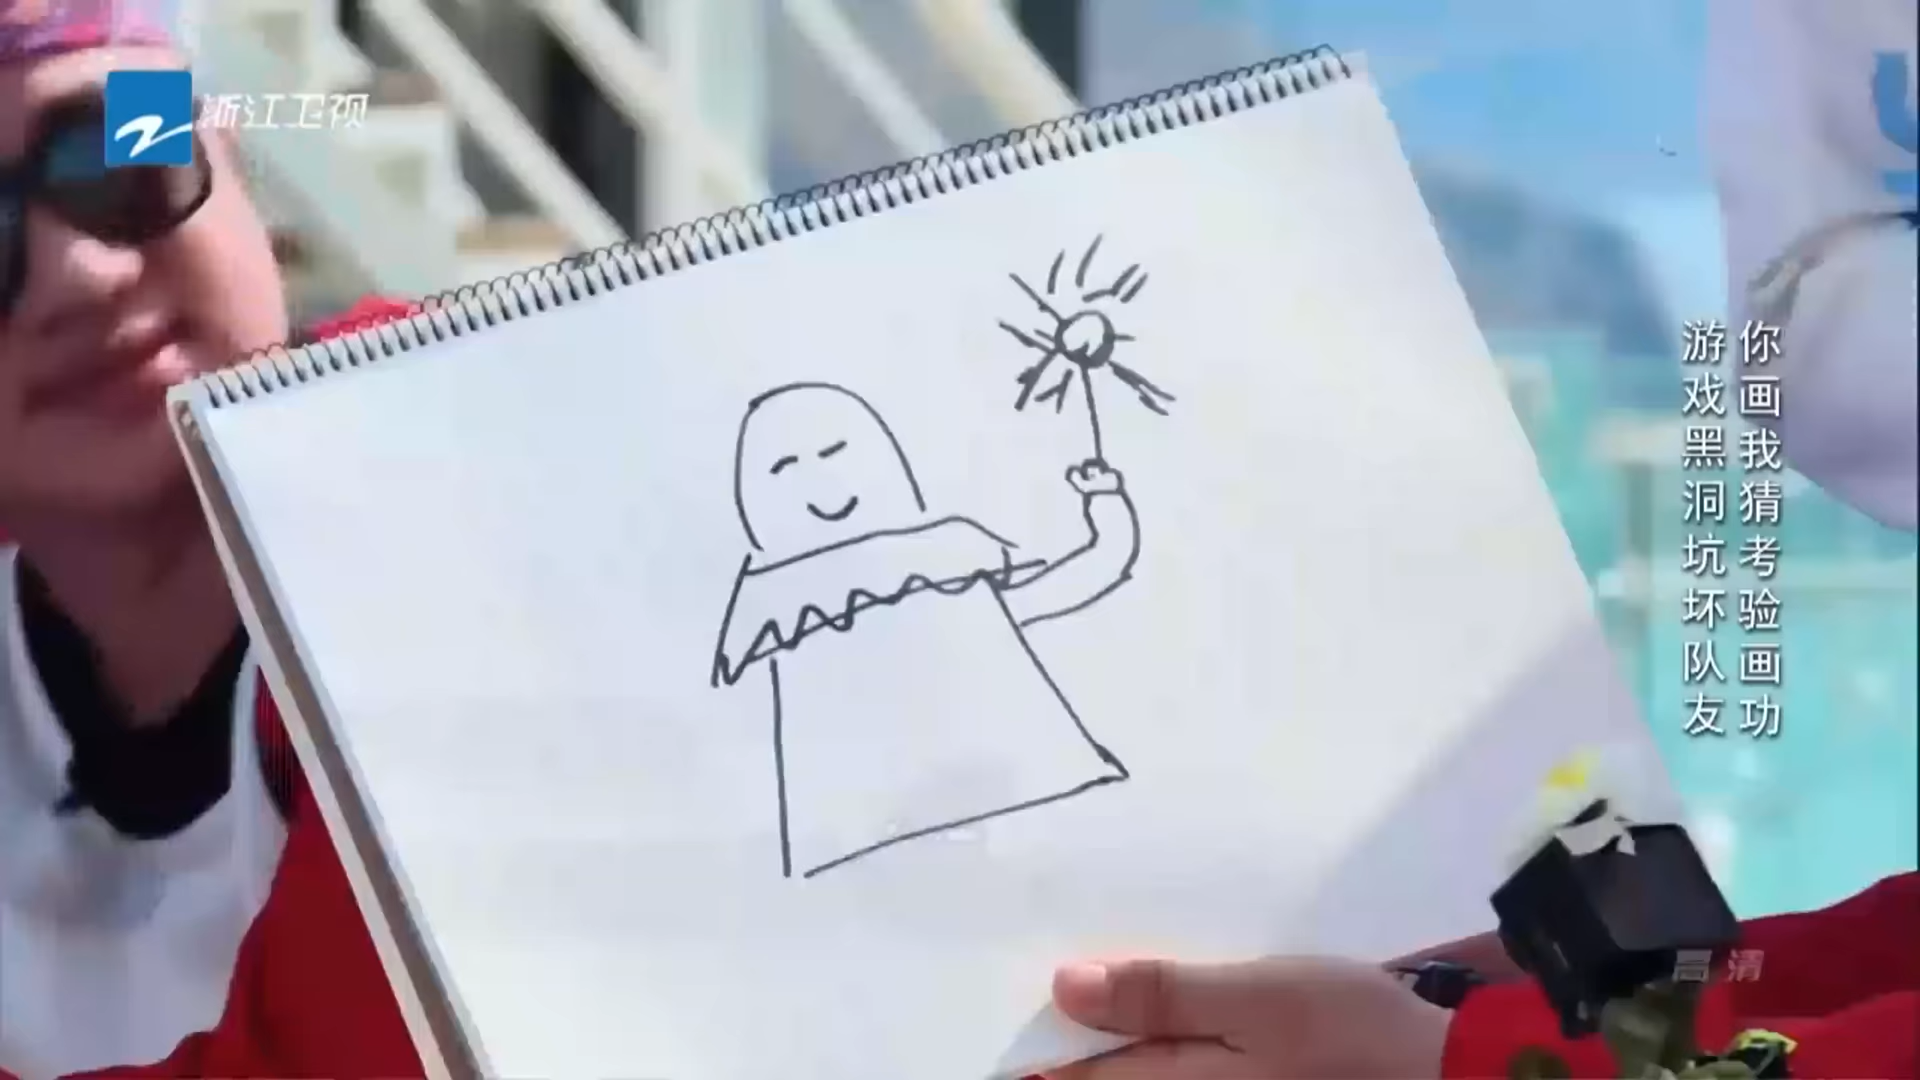 浙江卫视
你画我猜考验画功
游戏黑洞坑坏队友
高清